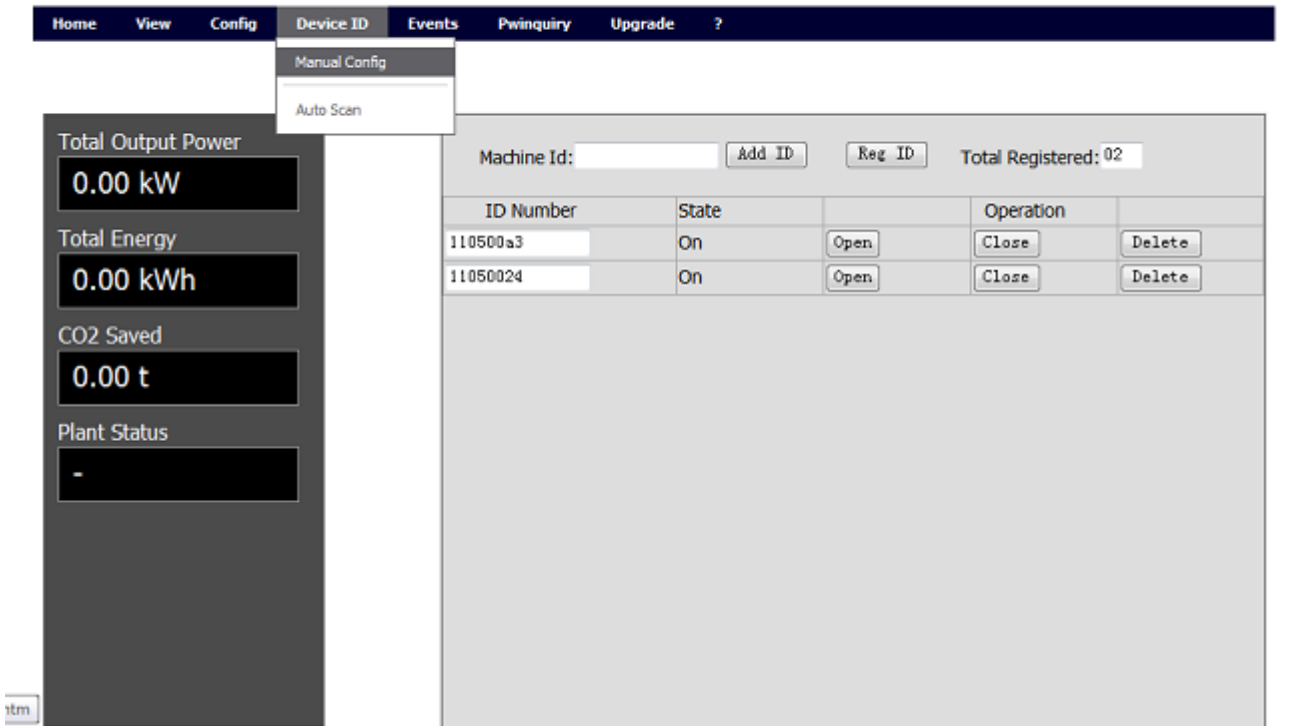 Home View Config Device ID Events Pwinquiry Upgrade ?
Manual Config
Auto Scan
Total Output Power
0.00 kW
Total Energy
0.00 kWh
CO2 Saved
0.00 t
Plant Status
-
Machine Id: Add ID Reg ID Total Registered: 02
ID Number State Operation
110500a3 On Open Close Delete
11050024 On Open Close Delete